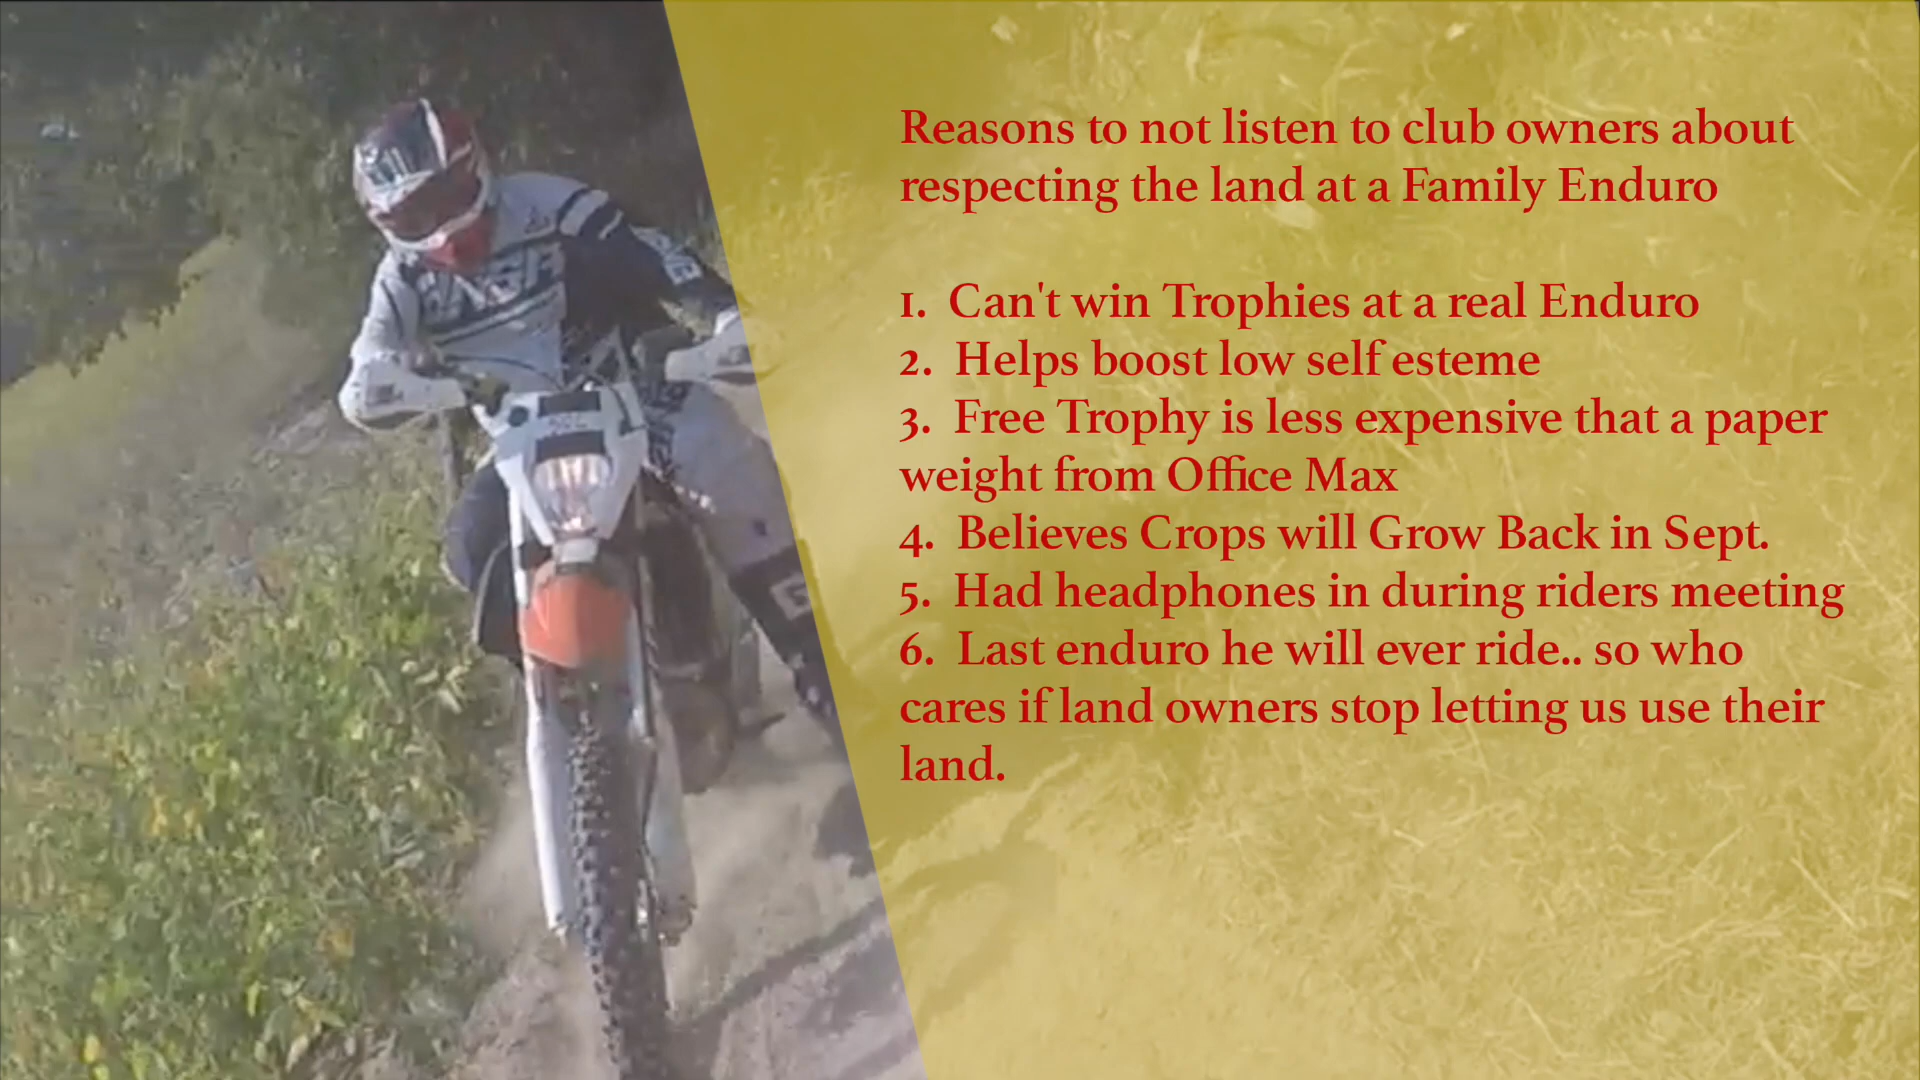 Reasons to not listen to club owners about
respecting the land at a Family Enduro
1. Can't win Trophies at a real Enduro
2. Helps boost low self esteme
3. Free Trophy is less expensive that a paper
weight from Office Max
4. Believes Crops will Grow Back in Sept.
5. Had headphones in during riders meeting
6. Last enduro he will ever ride.. so who
cares if land owners stop letting us use their
land.